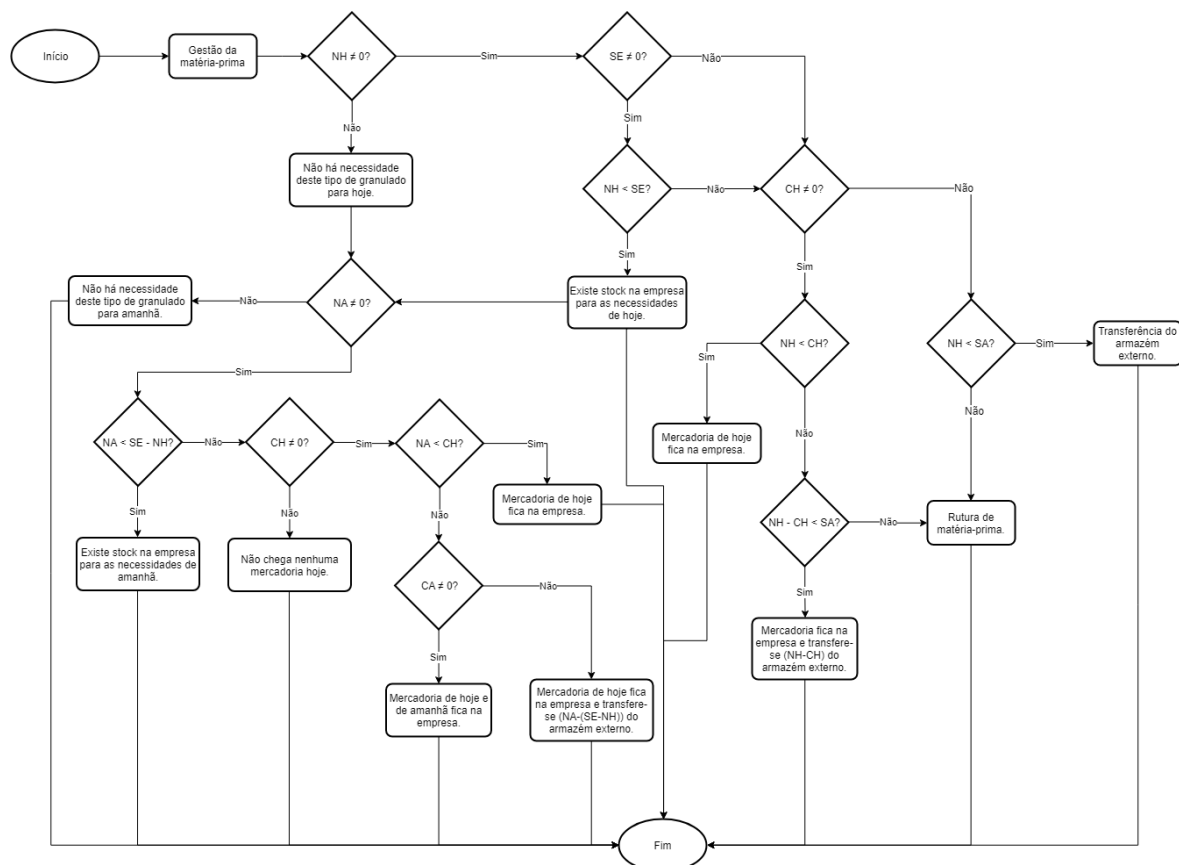 Início
Gestão da
matéria-prima
NH ≠ 0?
Sim
SE ≠ 0?
Não
Não
Sim
Não há necessidade
deste tipo de granulado
para hoje.
NH < SE?
Não
CH ≠ 0?
Não
Sim
Sim
Não há necessidade
deste tipo de granulado
para amanhã.
Não
NA ≠ 0?
Existe stock na empresa
para as necessidades
de hoje.
NH < CH?
Sim
NH < SA?
Sim
Transferência do
armazém
externo.
Sim
Não
Não
NA < SE - NH?
Não
CH ≠ 0?
Sim
NA < CH?
Sim
Mercadoria de hoje
fica na empresa.
Mercadoria de hoje
fica na empresa.
Sim
Não
Não
NH - CH < SA?
Não
Rutura de
matéria-prima.
Existe stock na empresa
para as necessidades de
amanhã.
Não chega nenhuma
mercadoria hoje.
CA ≠ 0?
Não
Sim
Sim
Mercadoria fica na
empresa e transfere-
se (NH-CH) do
armazém externo.
Mercadoria de hoje e
de amanhã fica na
empresa.
Mercadoria de hoje fica
na empresa e transfere-
se (NA-(SE-NH)) do
armazém externo.
Fim